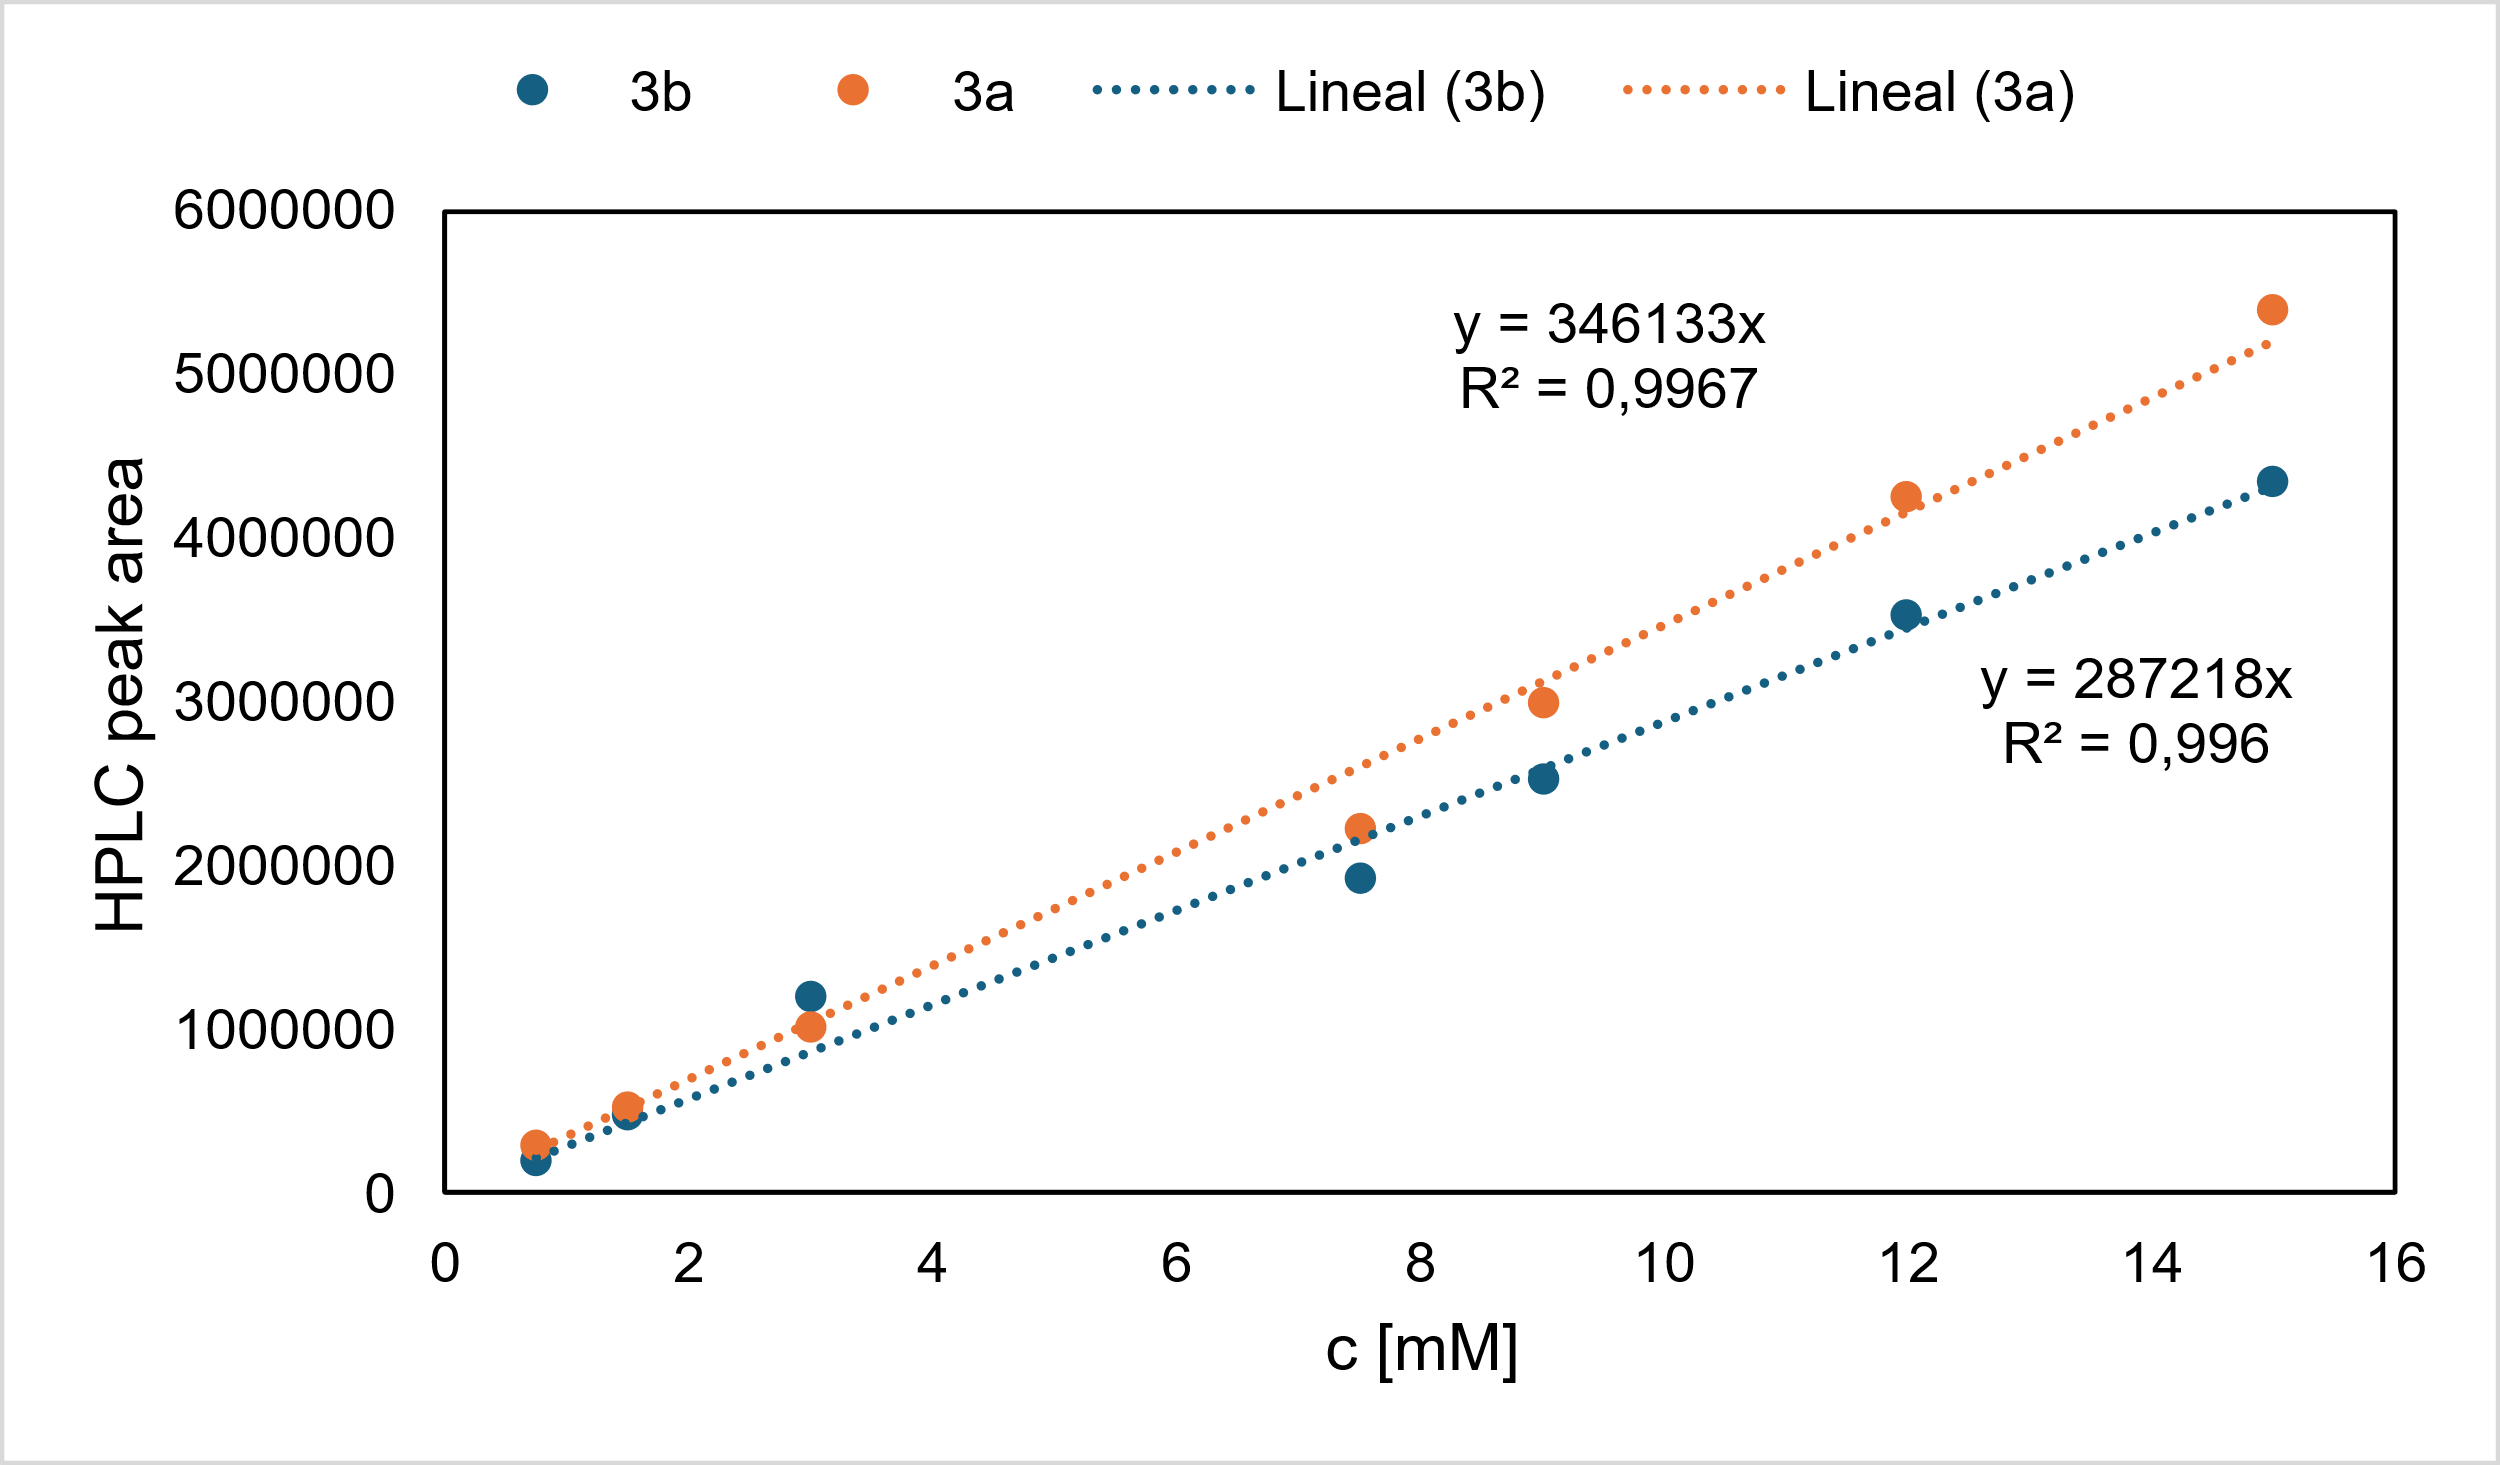 3b 3a Lineal (3b) Lineal (3a)
6000000
5000000
4000000
3000000
2000000
1000000
0
HPLC peak area
y = 346133x
R² = 0,9967
y = 287218x
R² = 0,996
0 2 4 6 8 10 12 14 16
c [mM]